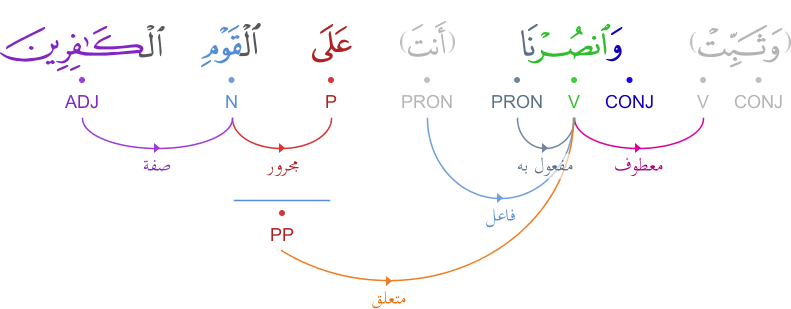 (وَثَبِّتْ) وَٱنصُرْنَا (أَنتَ) عَلَى ٱلْقَوْمِ ٱلْكَـٰفِرِينَ
CONJ V CONJ V PRON PRON P N ADJ
معطوف مفعول به مجرور صفة
فاعل
PP
متعلق